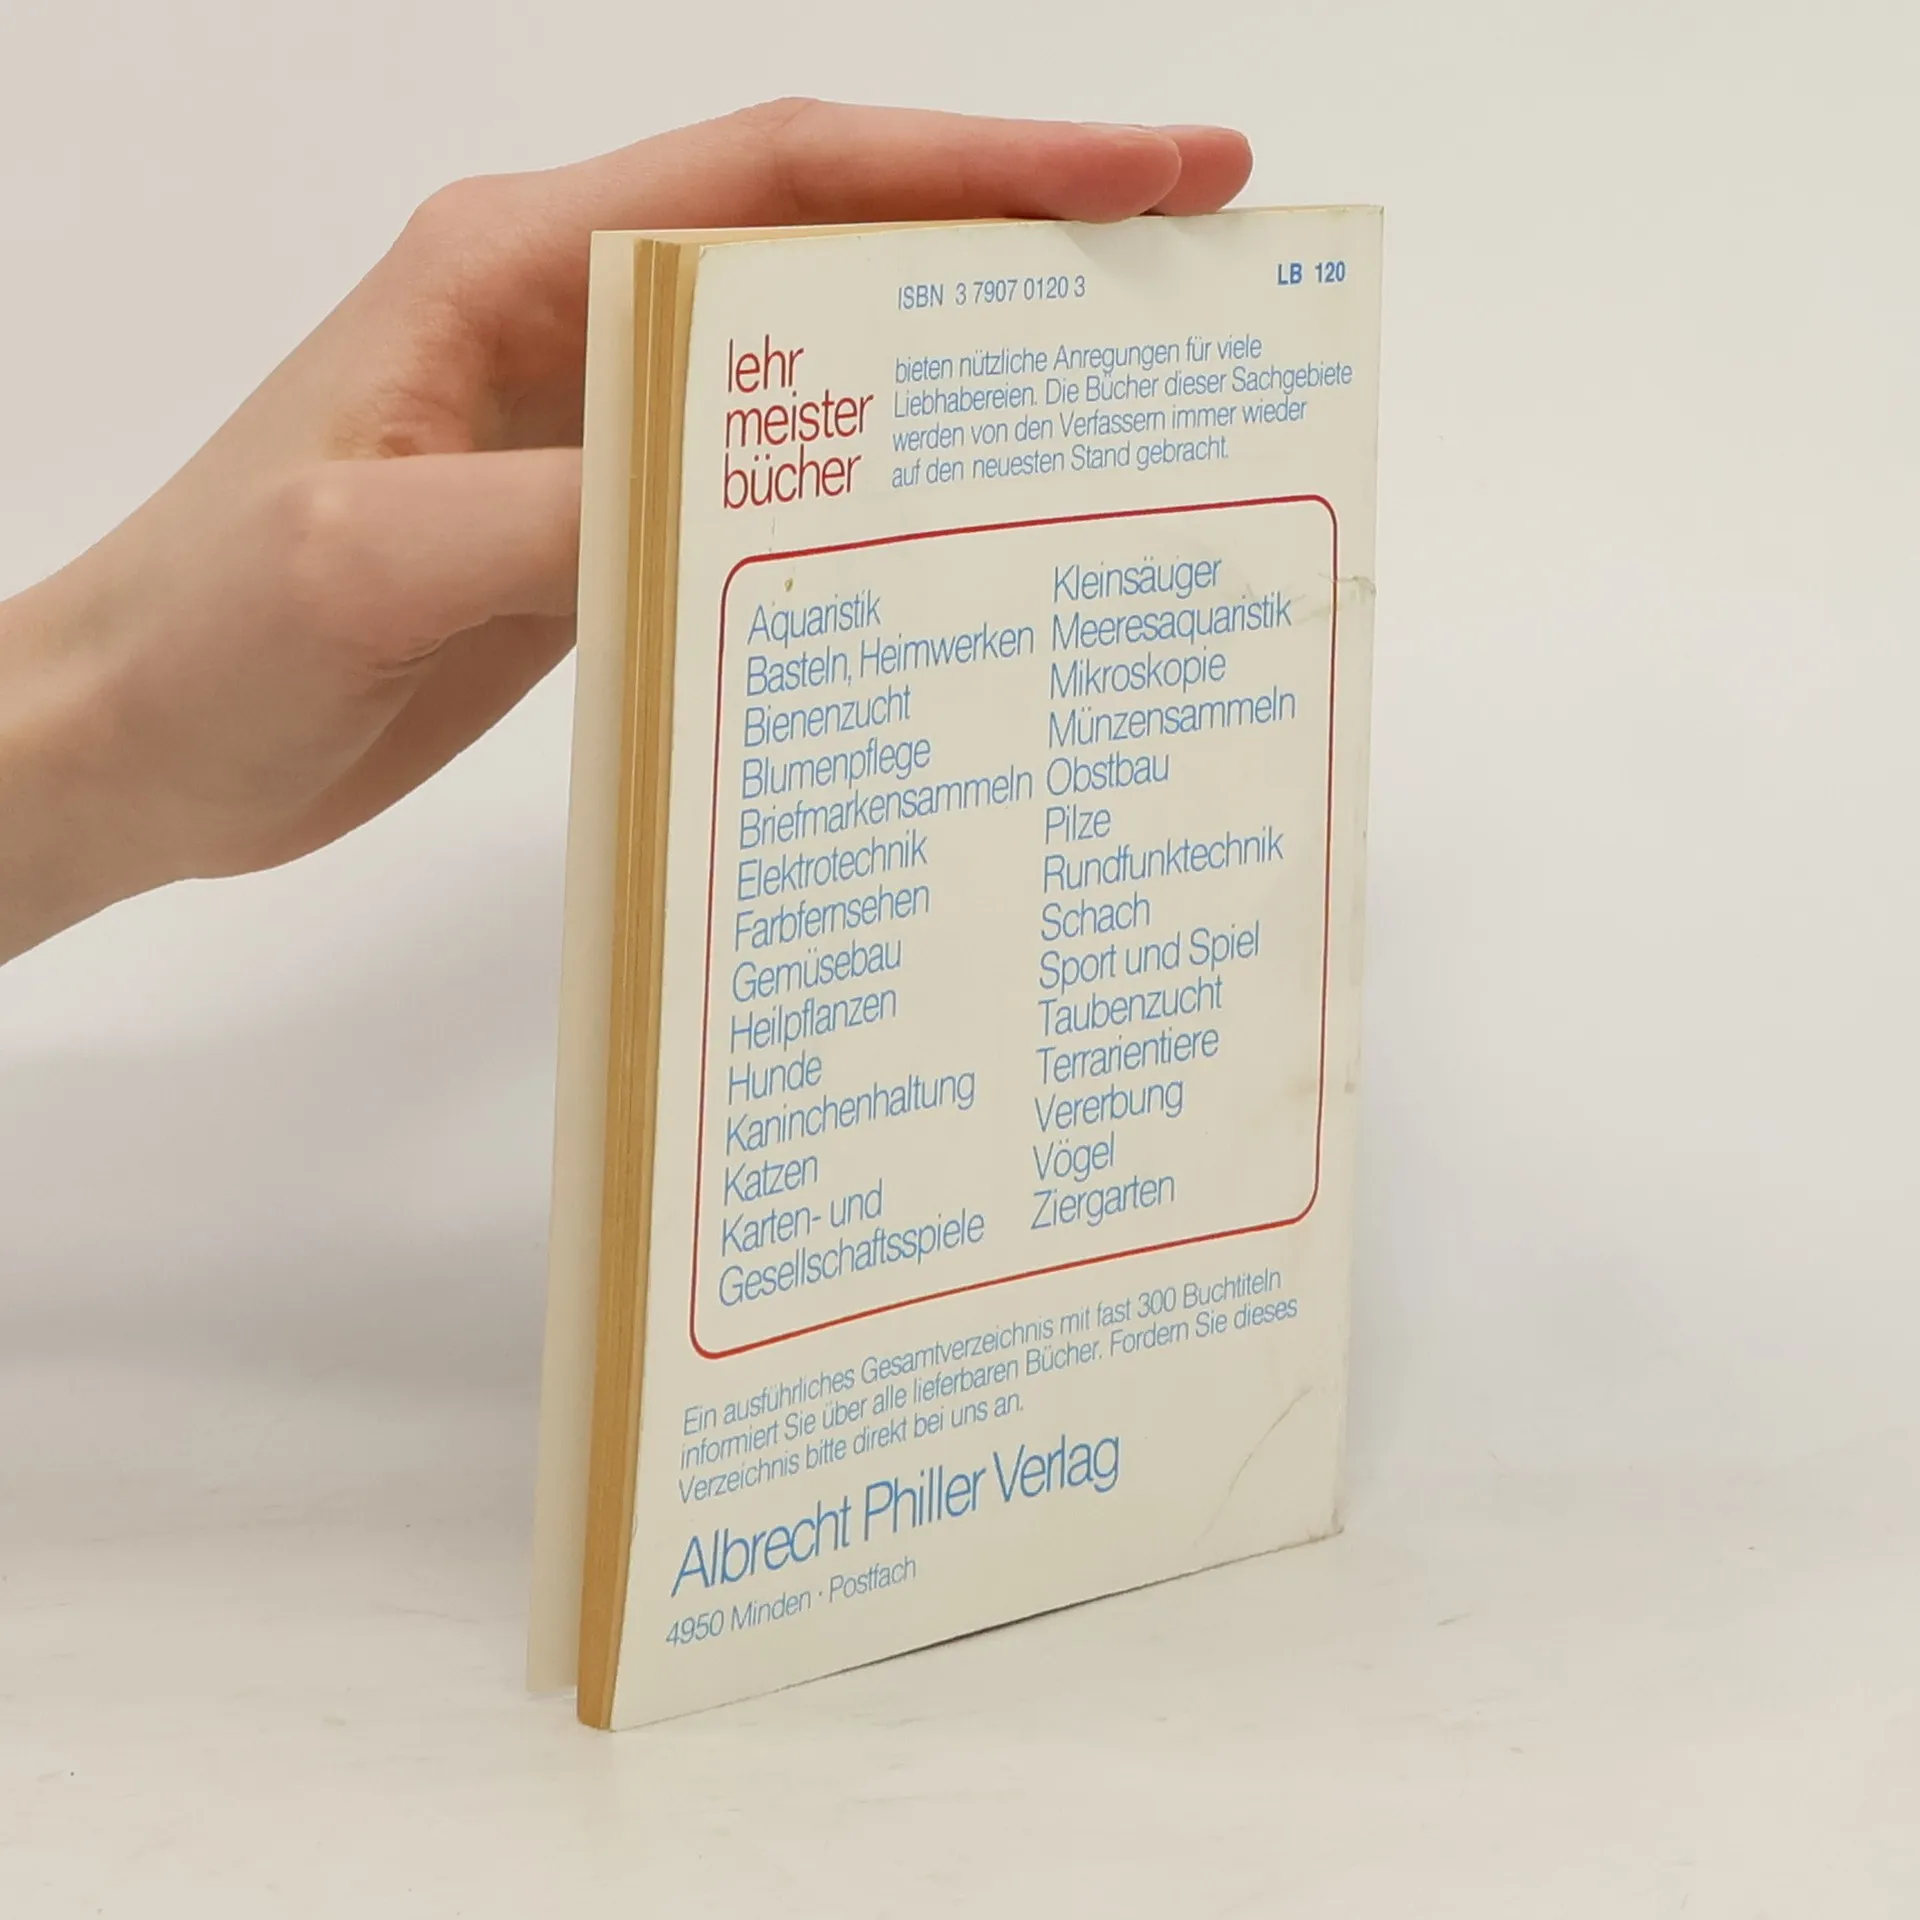 ISBN 3 7907 0120 3
LB 120
lehr
meister
bücher
bieten nützliche Anregungen für viele
Liebhabereien. Die Bücher dieser Sachgebiete
werden von den Verfassern immer wieder
auf den neuesten Stand gebracht.
Aquaristik
Basteln, Heimwerken
Bienenzucht
Blumenpflege
Briefmarkensammeln
Elektrotechnik
Farbfernsehen
Gemüsebau
Heilpflanzen
Hunde
Kaninchenhaltung
Katzen
Karten- und
Gesellschaftsspiele
Kleinsäuger
Meeresaquaristik
Mikroskopie
Münzensammeln
Obstbau
Pilze
Rundfunktechnik
Schach
Sport und Spiel
Taubenzucht
Terrarientiere
Vererbung
Vögel
Ziergarten
Ein ausführliches Gesamtverzeichnis mit fast 300 Buchtiteln
informiert Sie über alle lieferbaren Bücher. Fordern Sie dieses
Verzeichnis bitte direkt bei uns an.
Albrecht Philler Verlag
4950 Minden · Postfach